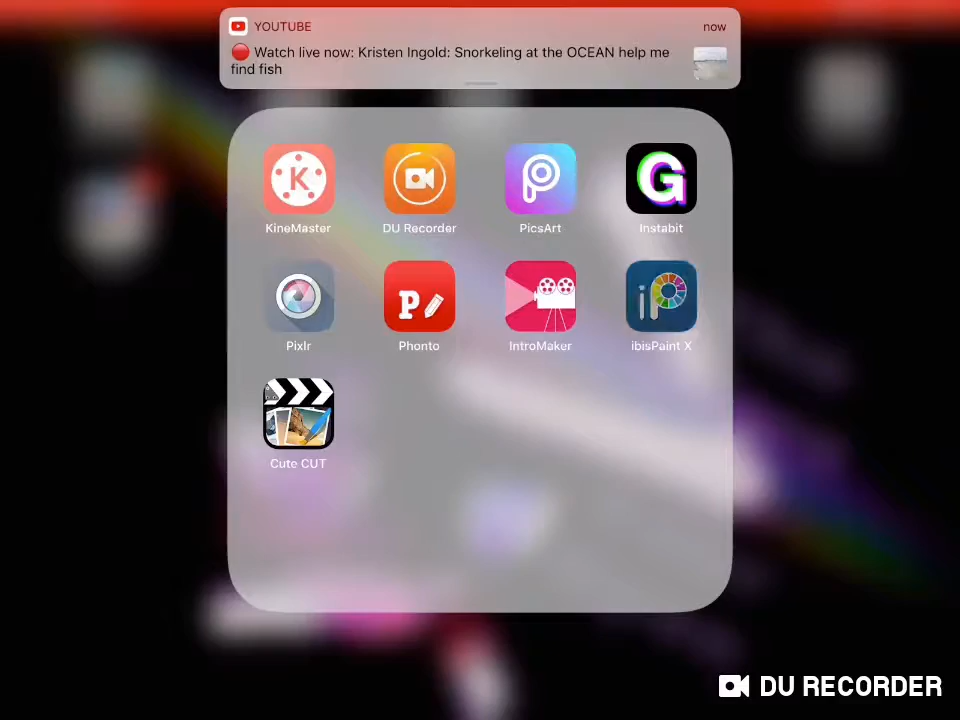 YOUTUBE
now
🔴 Watch live now: Kristen Ingold: Snorkeling at the OCEAN help me
find fish
K
G
KineMaster
DU Recorder
PicsArt
Instabit
P
iP
Pixlr
Phonto
IntroMaker
ibisPaint X
Cute CUT
DU RECORDER